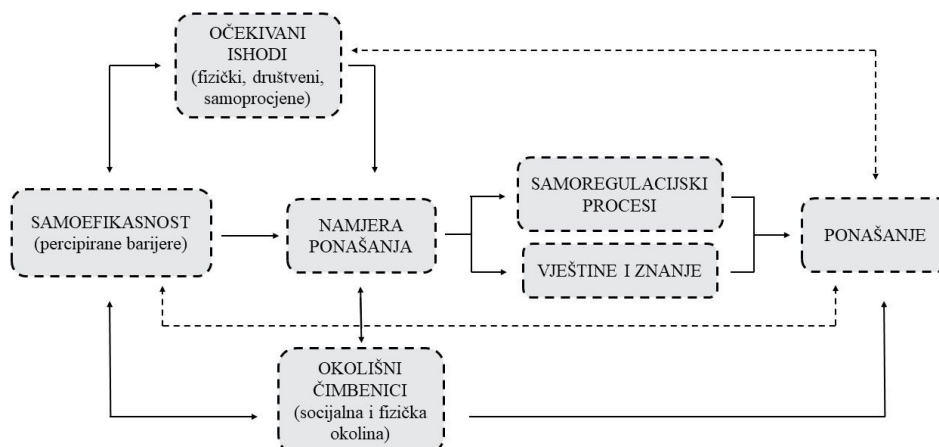 OČEKIVANI
ISHODI
(fizički, društveni,
samoprocjene)
SAMOEFIKASNOST
(percipirane barijere)
NAMJERA
PONAŠANJA
SAMOREGULACIJSKI
PROCESI
VJEŠTINE I ZNANJE
PONAŠANJE
OKOLIŠNI
ČIMBENICI
(socijalna i fizička
okolina)